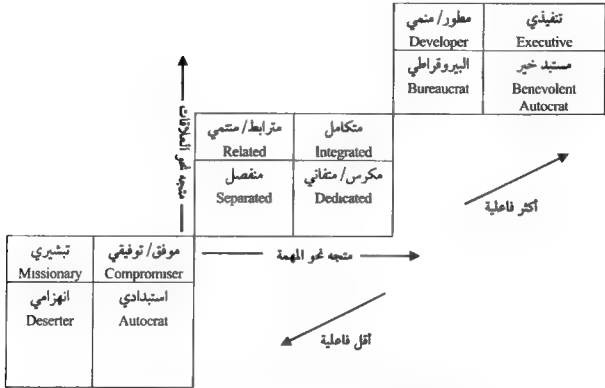 مطور/ منمي
Developer
تنفيذي
Executive
البيروقراطي
Bureaucrat
مستبد خير
Benevolent
Autocrat
متجه نحو العلاقات
مترابط/ منتمي
Related
متكامل
Integrated
منفصل
Separated
مكرس/ متفاني
Dedicated
أكثر فاعلية
متجه نحو المهمة
تبشيري
Missionary
موفق/ توفيقي
Compromiser
انهزامي
Deserter
استبدادي
Autocrat
أقل فاعلية